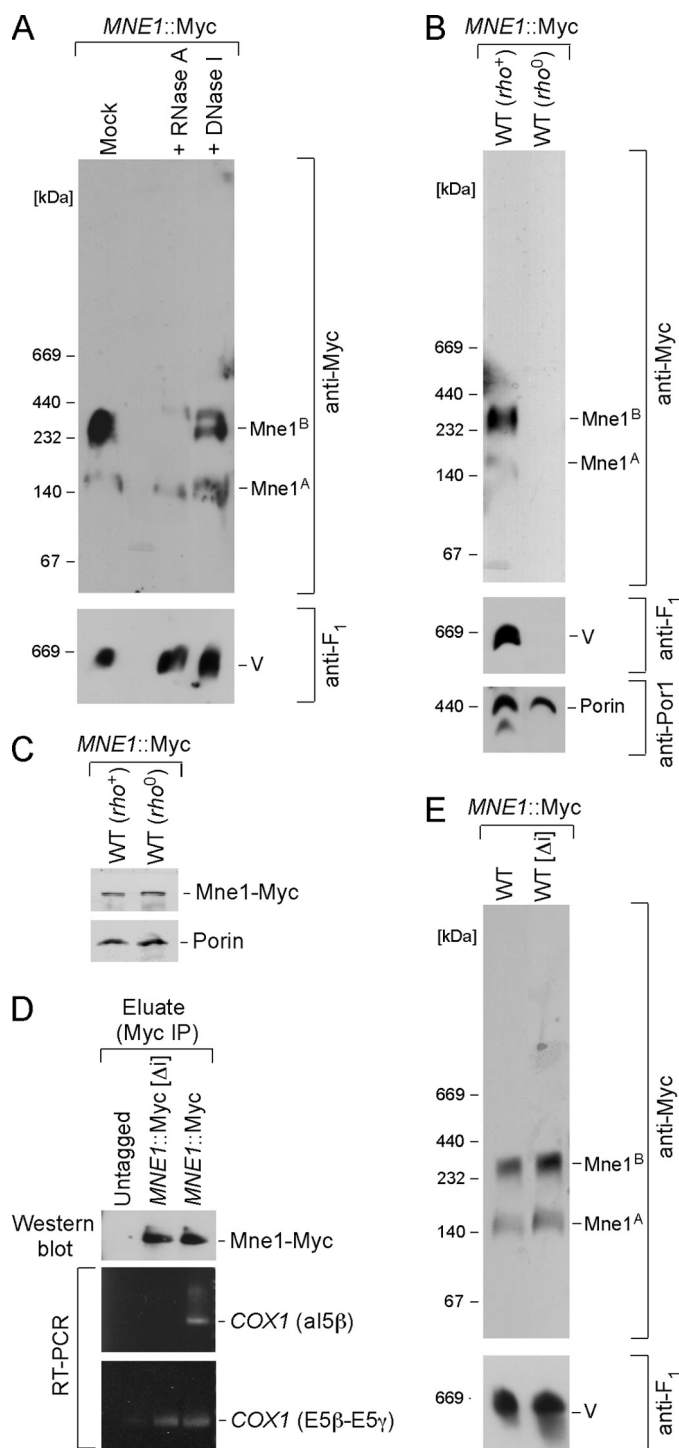 A
MNE1::Myc
Mock
+ RNase A
+ DNase I
[kDa]
669
440
232
140
67
Mne1ᴮ
Mne1ᴬ
anti-Myc
669
V
anti-F₁
B
MNE1::Myc
WT (rho⁺)
WT (rho⁰)
[kDa]
669
440
232
140
67
Mne1ᴮ
Mne1ᴬ
anti-Myc
669
V
anti-F₁
440
Porin
anti-Por1
C
MNE1::Myc
WT (rho⁺)
WT (rho⁰)
Mne1-Myc
Porin
D
Eluate
(Myc IP)
Untagged
MNE1::Myc [Δi]
MNE1::Myc
Western
blot
Mne1-Myc
RT-PCR
COX1 (aI5β)
COX1 (E5β-E5γ)
E
MNE1::Myc
WT
WT [Δi]
[kDa]
669
440
232
140
67
Mne1ᴮ
Mne1ᴬ
anti-Myc
669
V
anti-F₁